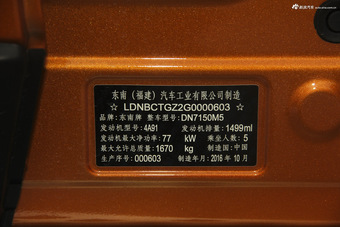 东南（福建）汽车工业有限公司制造
☆ LDNBCTGZ2G0000603 ☆
品牌：东南牌 整车型号：DN7150M5
发动机型号：4A91 发动机排量：1499ml
发动机最大净功率：77 kW 乘坐人数：5
最大允许总质量：1670 kg 制造国：中国
生产序号：000603 制造年月：2016 年 10 月